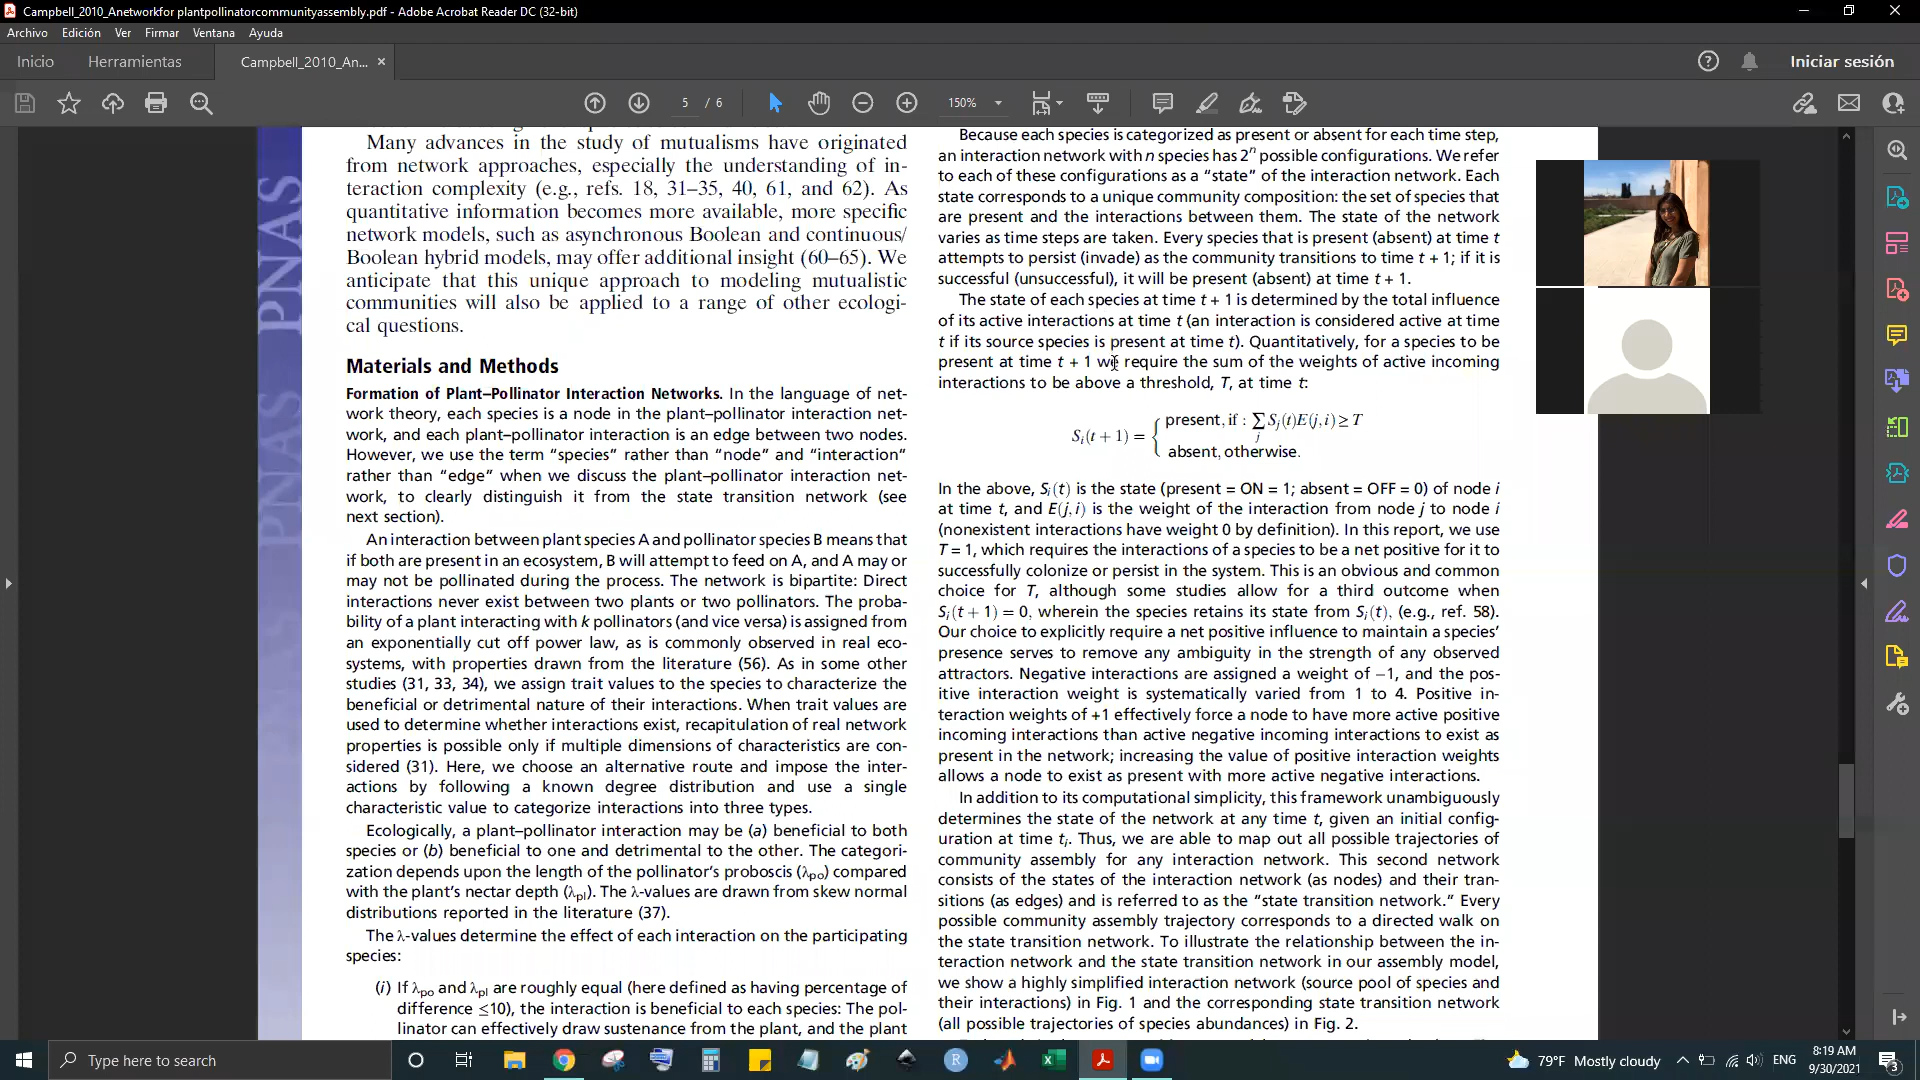 Campbell_2010_Anetworkfor plantpollinatorcommunityassembly.pdf - Adobe Acrobat Reader DC (32-bit)
Archivo Edición Ver Firmar Ventana Ayuda
Inicio Herramientas Campbell_2010_An... × Iniciar sesión
5 / 6 150%
PNAS PNAS
Many advances in the study of mutualisms have originated
from network approaches, especially the understanding of in-
teraction complexity (e.g., refs. 18, 31–35, 40, 61, and 62). As
quantitative information becomes more available, more specific
network models, such as asynchronous Boolean and continuous/
Boolean hybrid models, may offer additional insight (60–65). We
anticipate that this unique approach to modeling mutualistic
communities will also be applied to a range of other ecologi-
cal questions.
Materials and Methods
Formation of Plant–Pollinator Interaction Networks. In the language of net-
work theory, each species is a node in the plant–pollinator interaction net-
work, and each plant–pollinator interaction is an edge between two nodes.
However, we use the term “species” rather than “node” and “interaction”
rather than “edge” when we discuss the plant–pollinator interaction net-
work, to clearly distinguish it from the state transition network (see
next section).
An interaction between plant species A and pollinator species B means that
if both are present in an ecosystem, B will attempt to feed on A, and A may or
may not be pollinated during the process. The network is bipartite: Direct
interactions never exist between two plants or two pollinators. The proba-
bility of a plant interacting with k pollinators (and vice versa) is assigned from
an exponentially cut off power law, as is commonly observed in real eco-
systems, with properties drawn from the literature (56). As in some other
studies (31, 33, 34), we assign trait values to the species to characterize the
beneficial or detrimental nature of their interactions. When trait values are
used to determine whether interactions exist, recapitulation of real network
properties is possible only if multiple dimensions of characteristics are con-
sidered (31). Here, we choose an alternative route and impose the inter-
actions by following a known degree distribution and use a single
characteristic value to categorize interactions into three types.
Ecologically, a plant–pollinator interaction may be (a) beneficial to both
species or (b) beneficial to one and detrimental to the other. The categori-
zation depends upon the length of the pollinator’s proboscis (λpo) compared
with the plant’s nectar depth (λpl). The λ-values are drawn from skew normal
distributions reported in the literature (37).
The λ-values determine the effect of each interaction on the participating
species:
(i) If λpo and λpl are roughly equal (here defined as having percentage of
difference ≤10), the interaction is beneficial to each species: The pol-
linator can effectively draw sustenance from the plant, and the plant
Because each species is categorized as present or absent for each time step,
an interaction network with n species has 2ⁿ possible configurations. We refer
to each of these configurations as a “state” of the interaction network. Each
state corresponds to a unique community composition: the set of species that
are present and the interactions between them. The state of the network
varies as time steps are taken. Every species that is present (absent) at time t
attempts to persist (invade) as the community transitions to time t + 1; if it is
successful (unsuccessful), it will be present (absent) at time t + 1.
The state of each species at time t + 1 is determined by the total influence
of its active interactions at time t (an interaction is considered active at time
t if its source species is present at time t). Quantitatively, for a species to be
present at time t + 1 we require the sum of the weights of active incoming
interactions to be above a threshold, T, at time t:
Si(t + 1) = { present, if : ∑j Sj(t)E(j, i) ≥ T
absent, otherwise.
In the above, Si(t) is the state (present = ON = 1; absent = OFF = 0) of node i
at time t, and E(j, i) is the weight of the interaction from node j to node i
(nonexistent interactions have weight 0 by definition). In this report, we use
T = 1, which requires the interactions of a species to be a net positive for it to
successfully colonize or persist in the system. This is an obvious and common
choice for T, although some studies allow for a third outcome when
Si(t + 1) = 0, wherein the species retains its state from Si(t), (e.g., ref. 58).
Our choice to explicitly require a net positive influence to maintain a species’
presence serves to remove any ambiguity in the strength of any observed
attractors. Negative interactions are assigned a weight of −1, and the pos-
itive interaction weight is systematically varied from 1 to 4. Positive in-
teraction weights of +1 effectively force a node to have more active positive
incoming interactions than active negative incoming interactions to exist as
present in the network; increasing the value of positive interaction weights
allows a node to exist as present with more active negative interactions.
In addition to its computational simplicity, this framework unambiguously
determines the state of the network at any time t, given an initial config-
uration at time ti. Thus, we are able to map out all possible trajectories of
community assembly for any interaction network. This second network
consists of the states of the interaction network (as nodes) and their tran-
sitions (as edges) and is referred to as the “state transition network.” Every
possible community assembly trajectory corresponds to a directed walk on
the state transition network. To illustrate the relationship between the in-
teraction network and the state transition network in our assembly model,
we show a highly simplified interaction network (source pool of species and
their interactions) in Fig. 1 and the corresponding state transition network
(all possible trajectories of species abundances) in Fig. 2.
Type here to search
79°F Mostly cloudy ENG 8:19 AM
9/30/2021 3